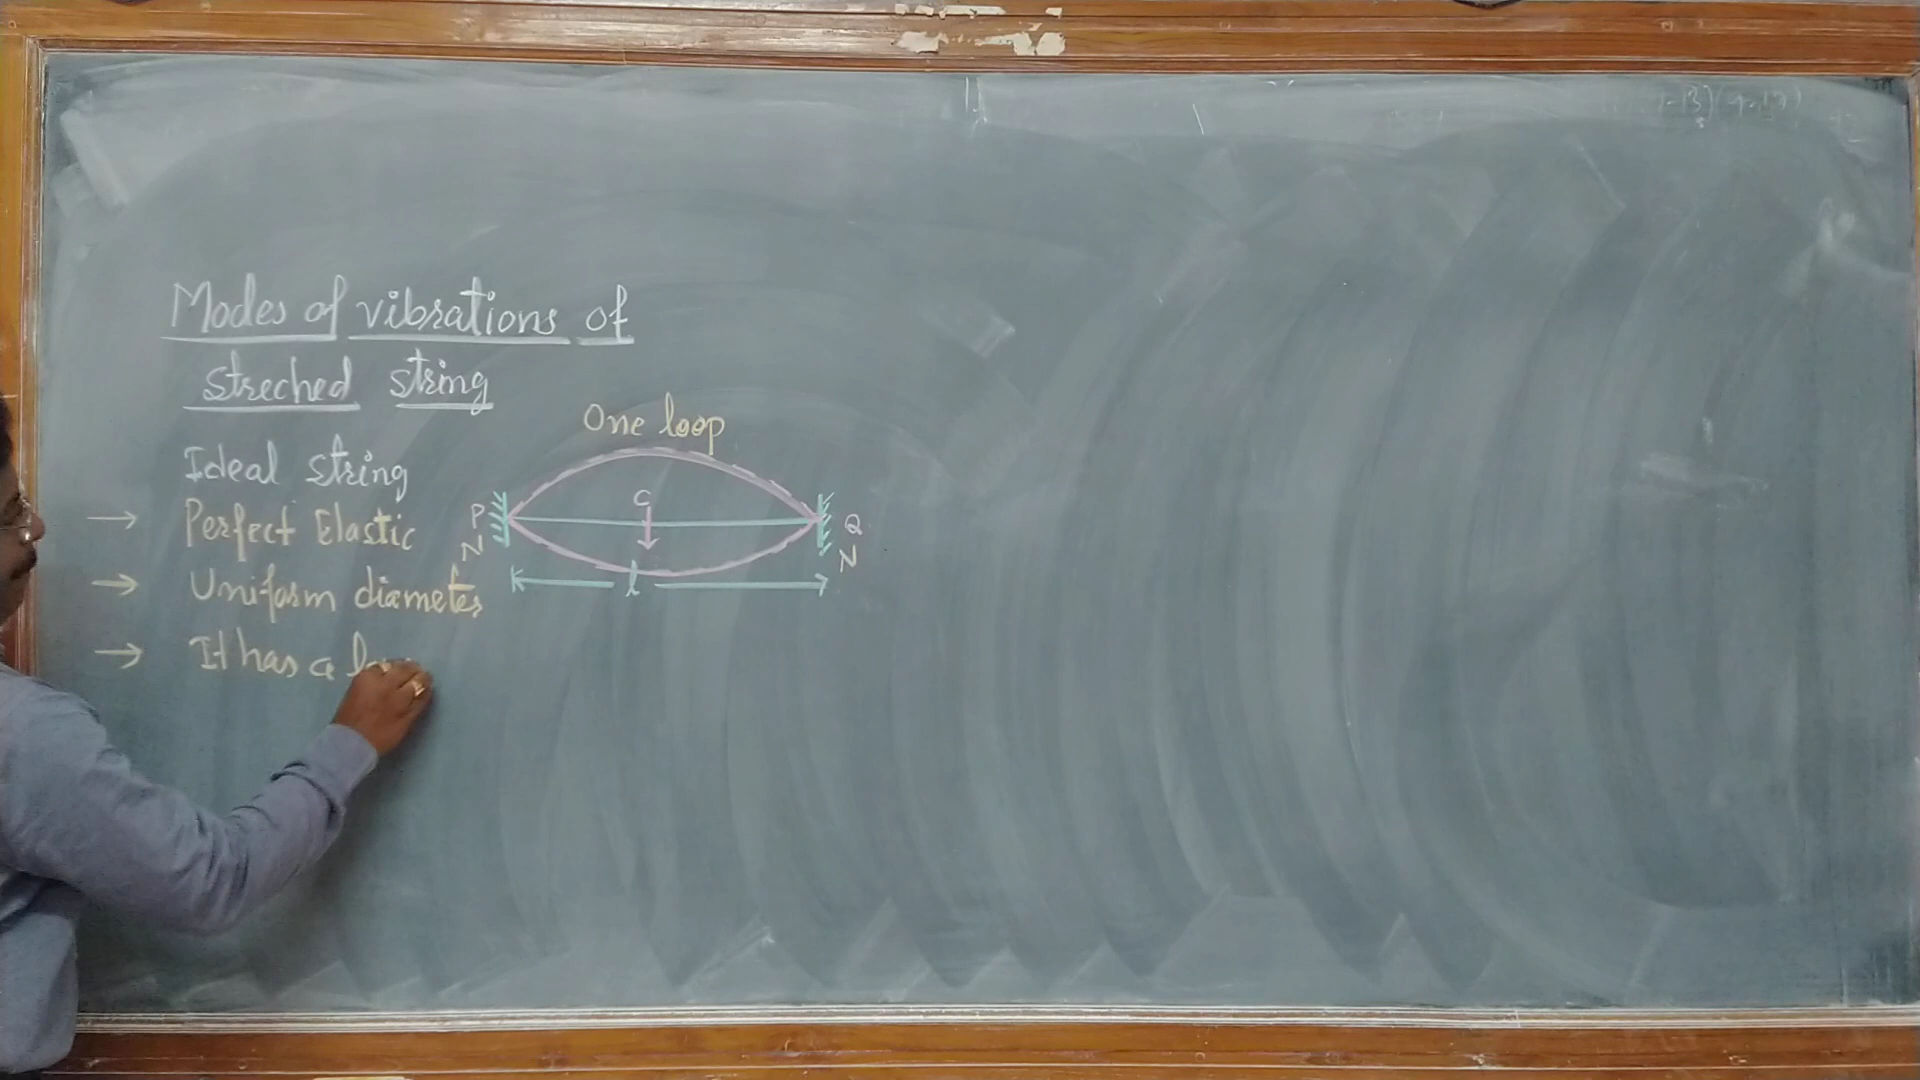 Modes of vibrations of
streched string
Ideal string
→ Perfect Elastic
→ Uniform diameter
→ It has a
One loop
P
N
C
Q
N
l